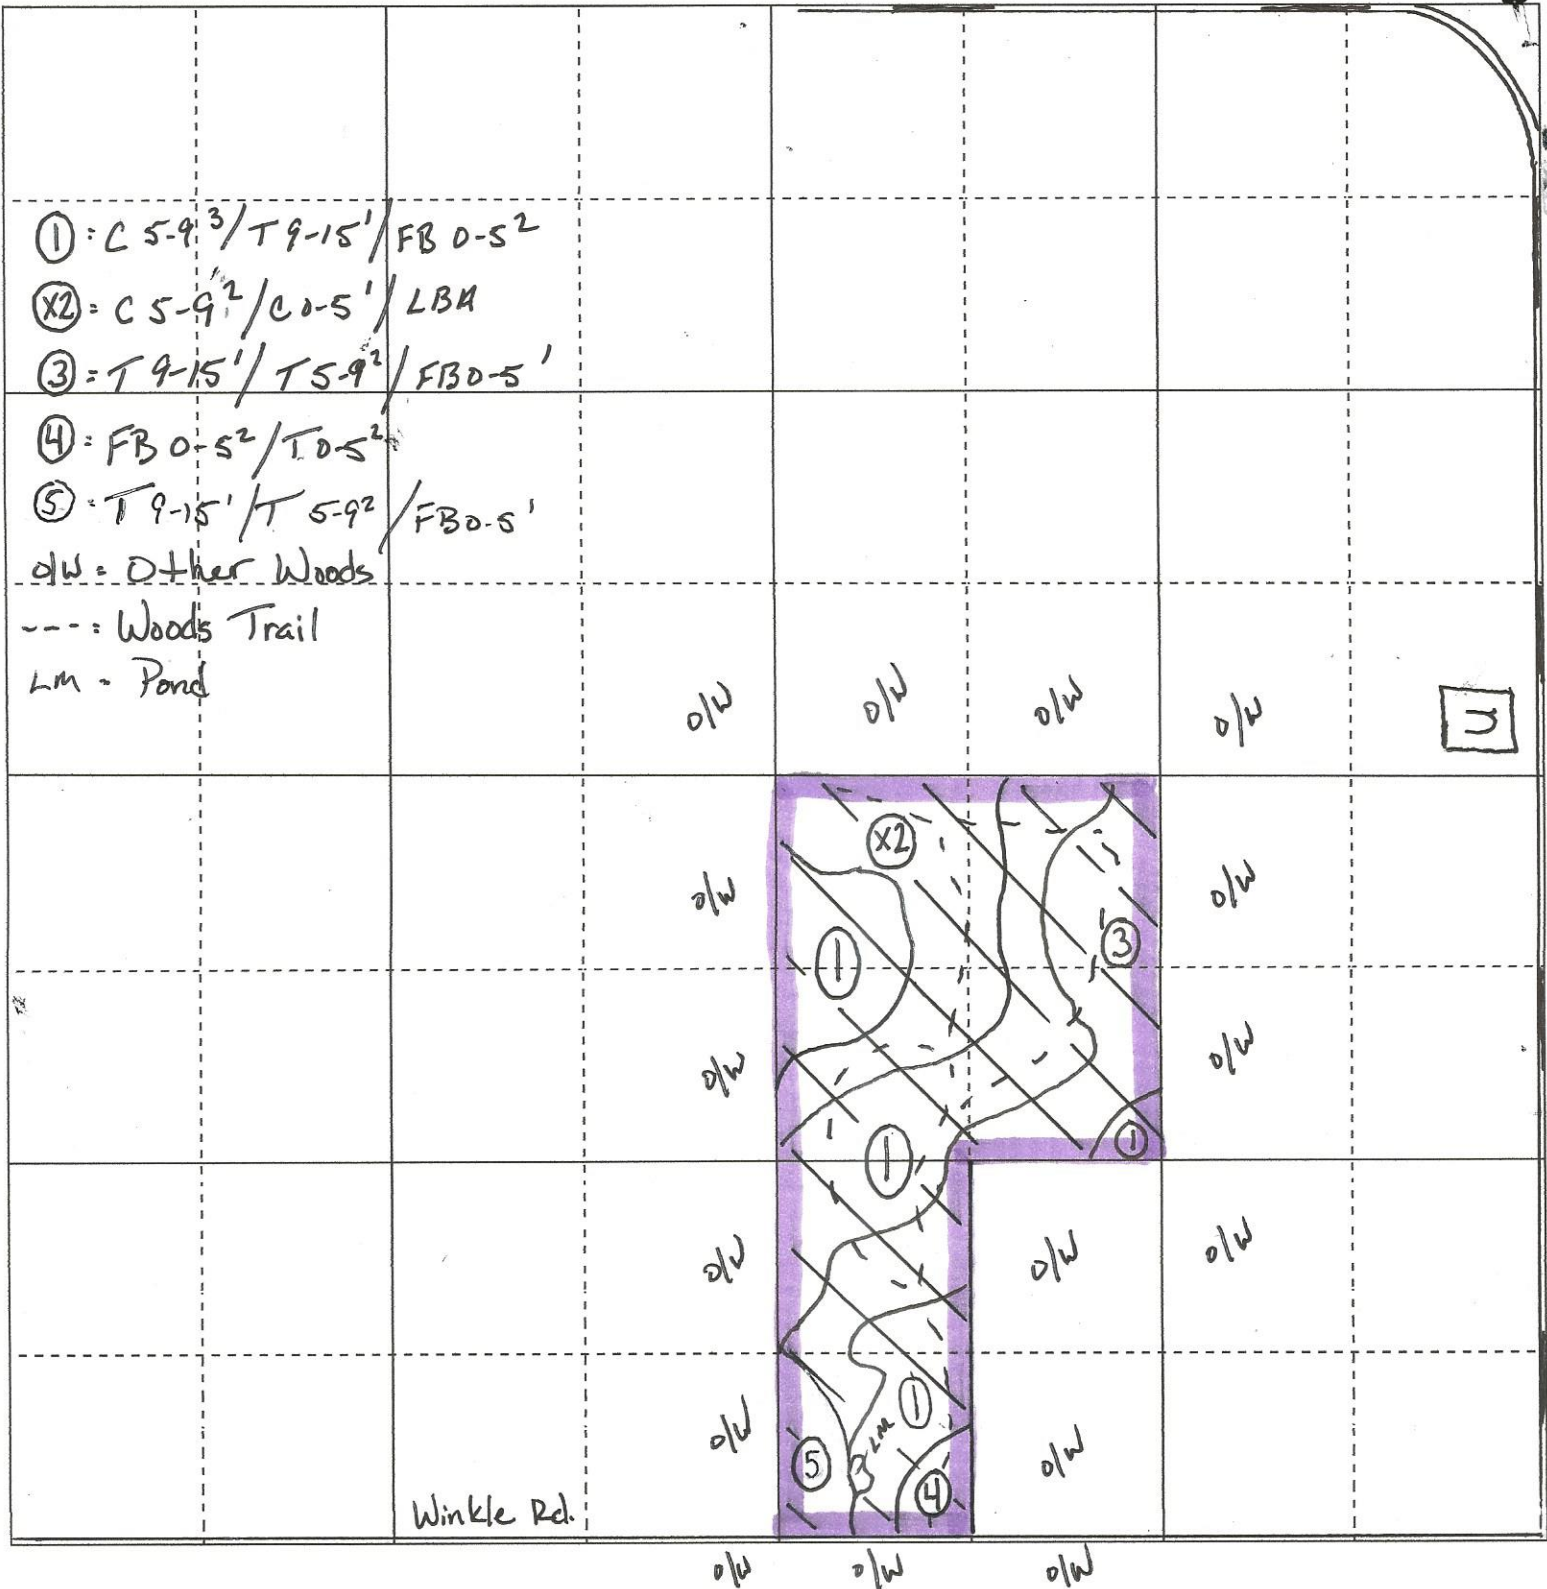 ①: C 5-9³/T 9-15¹/FB 0-5²
Ⓧ2: C 5-9²/C 0-5¹/LBA
③ = T 9-15¹/T 5-9²/FB 0-5¹
④: FB 0-5²/T 0-5²
⑤: T 9-15¹/T 5-9²/FB 0-5¹
O/W = Other Woods
---: Woods Trail
LM - Pond
O/W O/W O/W O/W
X2
O/W O/W
1 3
O/W O/W
1 1
O/W O/W O/W
1
LM
O/W 5 4 O/W
Winkle Rd.
O/W O/W O/W